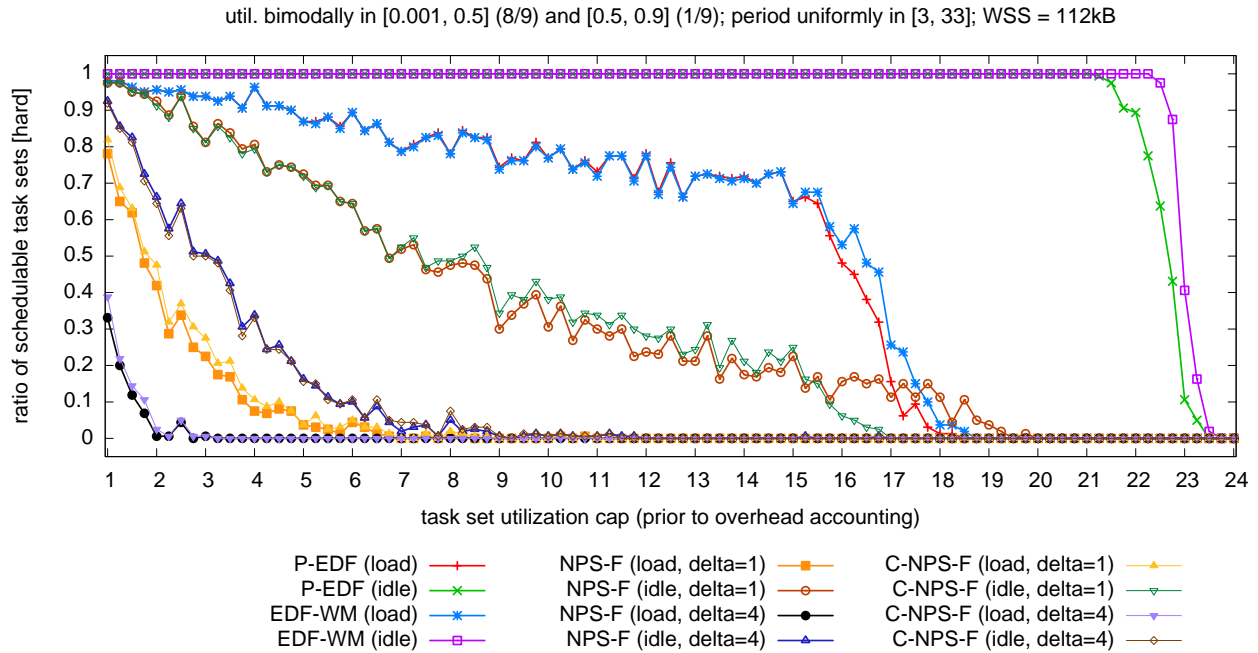 util. bimodally in [0.001, 0.5] (8/9) and [0.5, 0.9] (1/9); period uniformly in [3, 33]; WSS = 112kB
ratio of schedulable task sets [hard]
1
0.9
0.8
0.7
0.6
0.5
0.4
0.3
0.2
0.1
0
1 2 3 4 5 6 7 8 9 10 11 12 13 14 15 16 17 18 19 20 21 22 23 24
task set utilization cap (prior to overhead accounting)
P-EDF (load) NPS-F (load, delta=1) C-NPS-F (load, delta=1)
P-EDF (idle) NPS-F (idle, delta=1) C-NPS-F (idle, delta=1)
EDF-WM (load) NPS-F (load, delta=4) C-NPS-F (load, delta=4)
EDF-WM (idle) NPS-F (idle, delta=4) C-NPS-F (idle, delta=4)